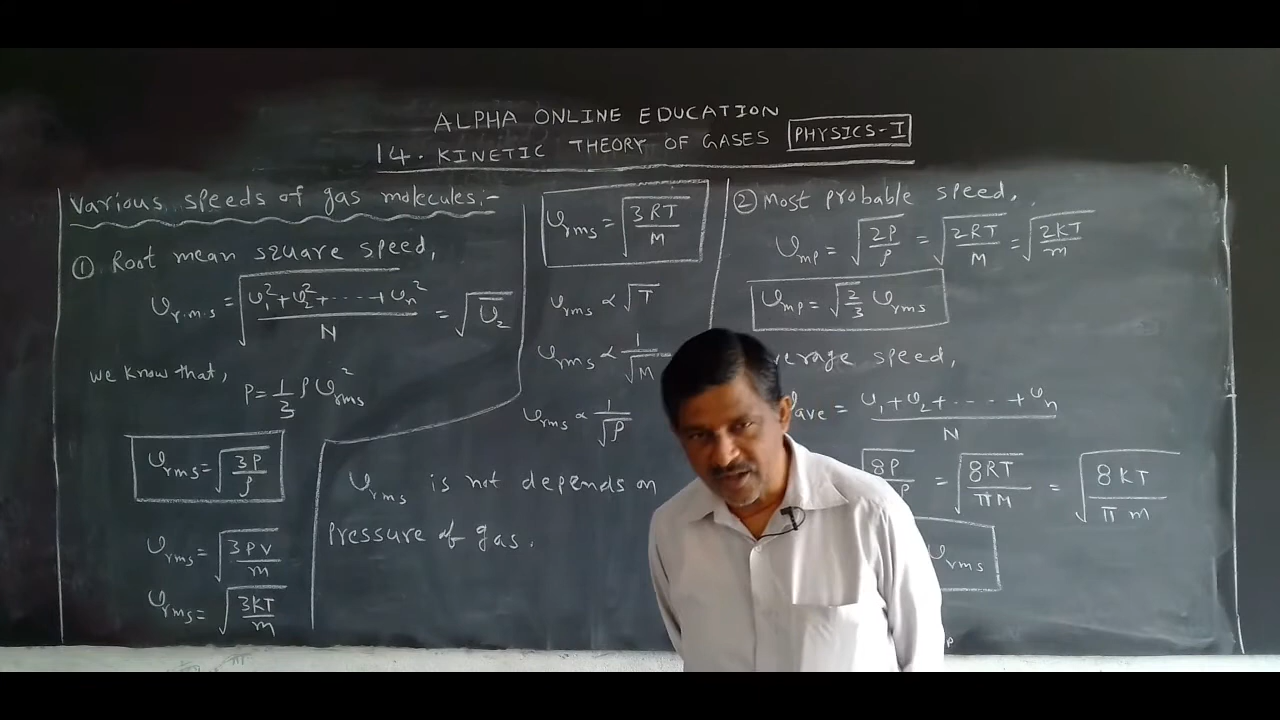 ALPHA ONLINE EDUCATION
14. KINETIC THEORY OF GASES PHYSICS-I
Various speeds of gas molecules:-
① Root mean square speed,
υr.m.s = √(υ₁²+υ₂²+·····+υn² / N) = √(υ̅₂)
we know that,
P = 1/3 ρ υrms²
υrms = √(3P/ρ)
υrms = √(3PV/m)
υrms = √(3KT/m)
υrms = √(3RT/M)
υrms ∝ √T
υrms ∝ 1/√M
υrms ∝ 1/√ρ
υrms is not depends on
Pressure of gas.
② Most probable speed,
υmp = √(2P/ρ) = √(2RT/M) = √(2KT/m)
υmp = √(2/3) υrms
verage speed,
ave = υ₁+υ₂+·····+υn / N
8P/ρ = √(8RT/πM) = √(8KT/πm)
υrms